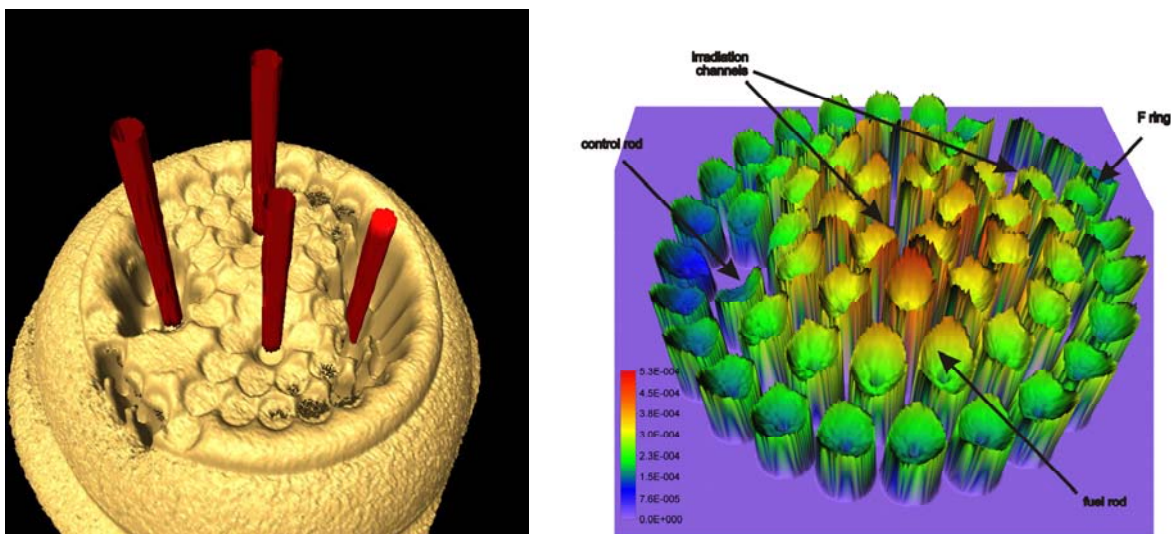 Irradiation
channels
control rod
F ring
5.3E-004
4.5E-004
3.8E-004
3.0E-004
2.3E-004
1.5E-004
7.6E-005
0.0E+000
fuel rod